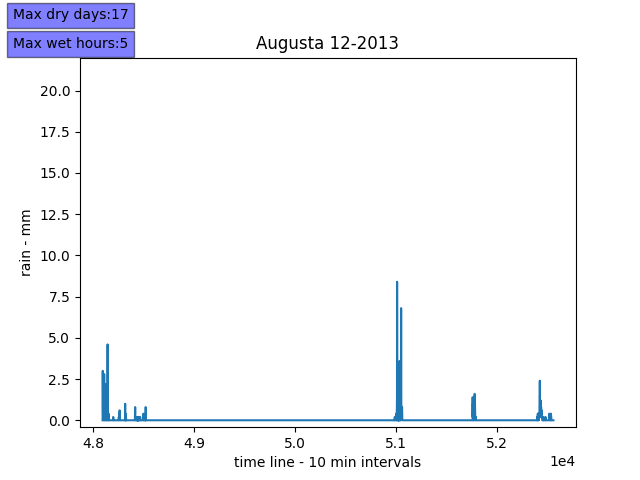 Max dry days:17
Max wet hours:5
Augusta 12-2013
20.0
17.5
15.0
12.5
10.0
7.5
5.0
2.5
0.0
rain - mm
4.8 4.9 5.0 5.1 5.2
time line - 10 min intervals
1e4